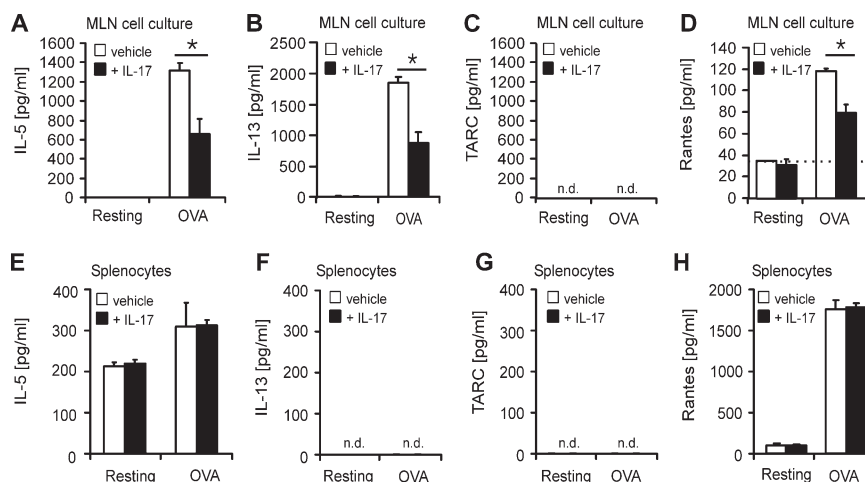 A MLN cell culture
IL-5 [pg/ml]
1600
1400
1200
1000
800
600
400
200
0
vehicle
+ IL-17
*
Resting OVA
B MLN cell culture
IL-13 [pg/ml]
2500
2000
1500
1000
500
0
vehicle
+ IL-17
*
Resting OVA
C MLN cell culture
TARC [pg/ml]
1600
1400
1200
1000
800
600
400
200
0
vehicle
+ IL-17
n.d. n.d.
Resting OVA
D MLN cell culture
Rantes [pg/ml]
140
120
100
80
60
40
20
0
vehicle
+ IL-17
*
Resting OVA
E Splenocytes
IL-5 [pg/ml]
400
300
200
100
0
vehicle
+ IL-17
Resting OVA
F Splenocytes
IL-13 [pg/ml]
400
300
200
100
0
vehicle
+ IL-17
n.d. n.d.
Resting OVA
G Splenocytes
TARC [pg/ml]
400
300
200
100
0
vehicle
+ IL-17
n.d. n.d.
Resting OVA
H Splenocytes
Rantes [pg/ml]
2000
1500
1000
500
0
vehicle
+ IL-17
Resting OVA